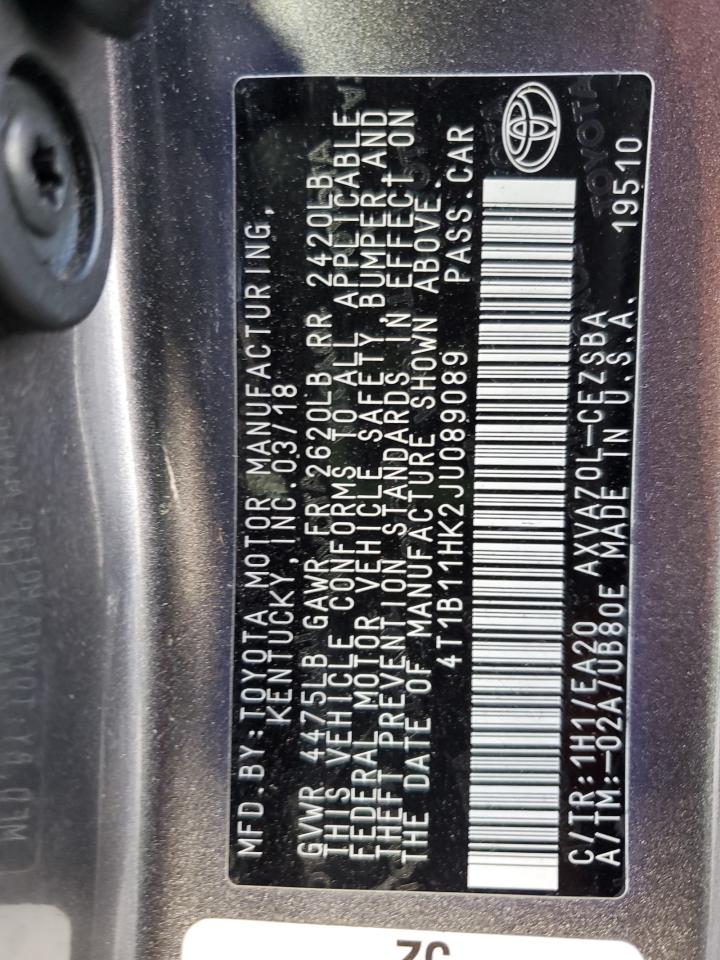 MFD.BY:TOYOTA MOTOR MANUFACTURING,
KENTUCKY, INC. 03/18
GVWR 4475LB GAWR FR 2620LB RR 2420LB
THIS VEHICLE CONFORMS TO ALL APPLICABLE
FEDERAL MOTOR VEHICLE SAFETY, BUMPER AND
THEFT PREVENTION STANDARDS IN EFFECT ON
THE DATE OF MANUFACTURE SHOWN ABOVE.
4T1B11HK2JU089089 PASS.CAR
C/TR:1H1/EA20 AXVA70L-CEZSBA
A/TM:-02A/UB80E MADE IN U.S.A. 19510
TOYOTA